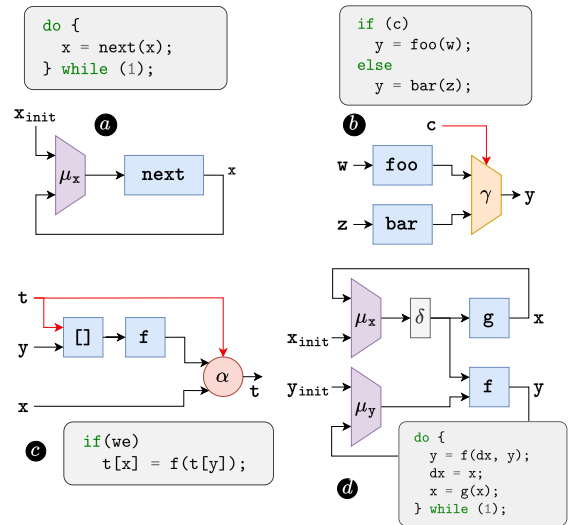 do {
x = next(x);
} while (1);
x_init
a
μ_x
next
x
if (c)
y = foo(w);
else
y = bar(z);
b
c
w
foo
γ
y
z
bar
t
[]
f
y
α
t
x
c
if(we)
t[x] = f(t[y]);
μ_x
δ
g
x
x_init
y_init
f
y
μ_y
d
do {
y = f(dx, y);
dx = x;
x = g(x);
} while (1);